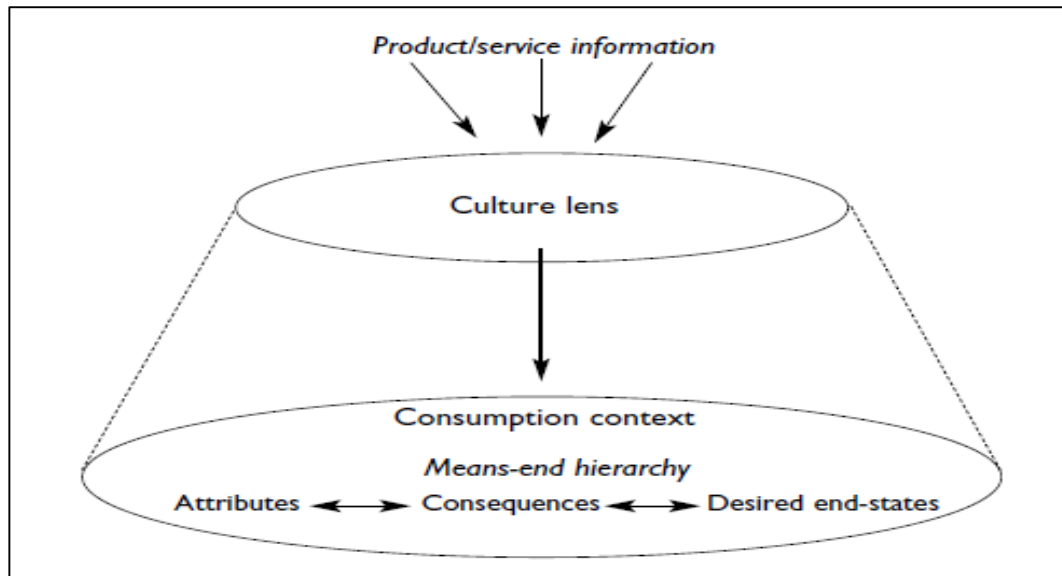 Product/service information
Culture lens
Consumption context
Means-end hierarchy
Attributes Consequences Desired end-states